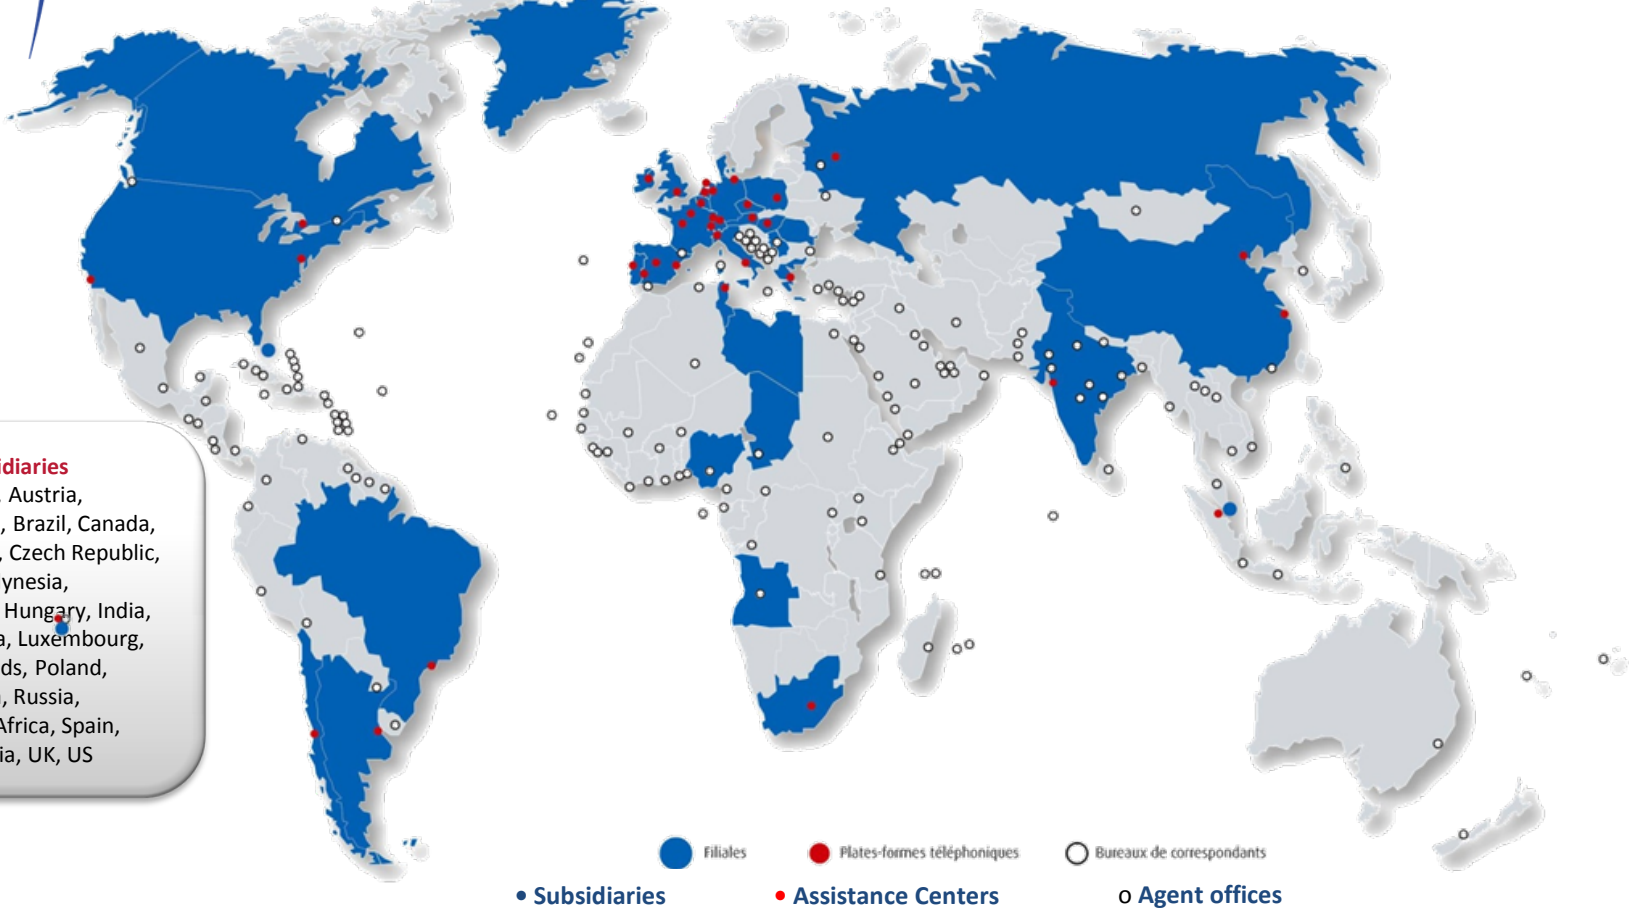 idiaries
, Austria,
, Brazil, Canada,
, Czech Republic,
ynesia,
Hungary, India,
a, Luxembourg,
ds, Poland,
, Russia,
Africa, Spain,
ia, UK, US
Filiales
Plates-formes téléphoniques
Bureaux de correspondants
• Subsidiaries
• Assistance Centers
o Agent offices